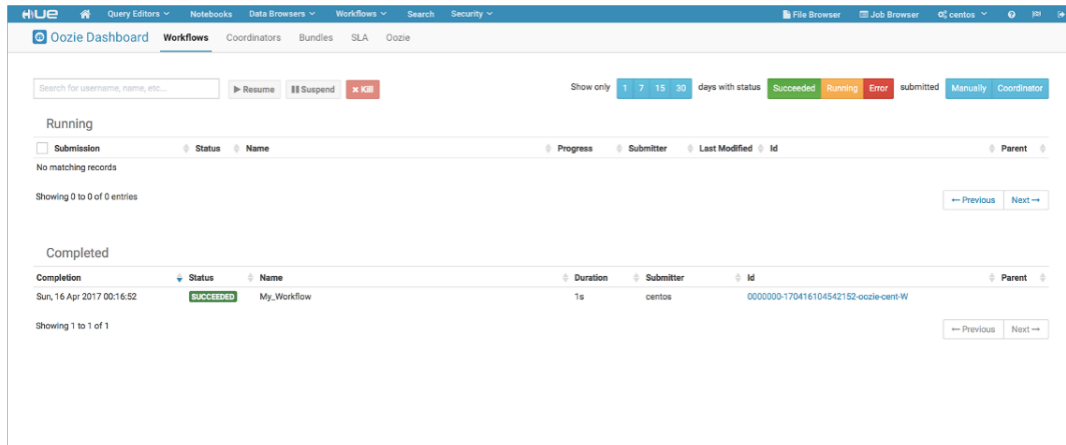 HUE Query Editors Notebooks Data Browsers Workflows Search Security File Browser Job Browser centos
Oozie Dashboard Workflows Coordinators Bundles SLA Oozie
Search for username, name, etc... Resume Suspend Kill Show only 1 7 15 30 days with status Succeeded Running Error submitted Manually Coordinator
Running
Submission Status Name Progress Submitter Last Modified Id Parent
No matching records
Showing 0 to 0 of 0 entries ← Previous Next →
Completed
Completion Status Name Duration Submitter Id Parent
Sun, 16 Apr 2017 00:16:52 SUCCEEDED My_Workflow 1s centos 0000000-170416104542152-oozie-cent-W
Showing 1 to 1 of 1 ← Previous Next →